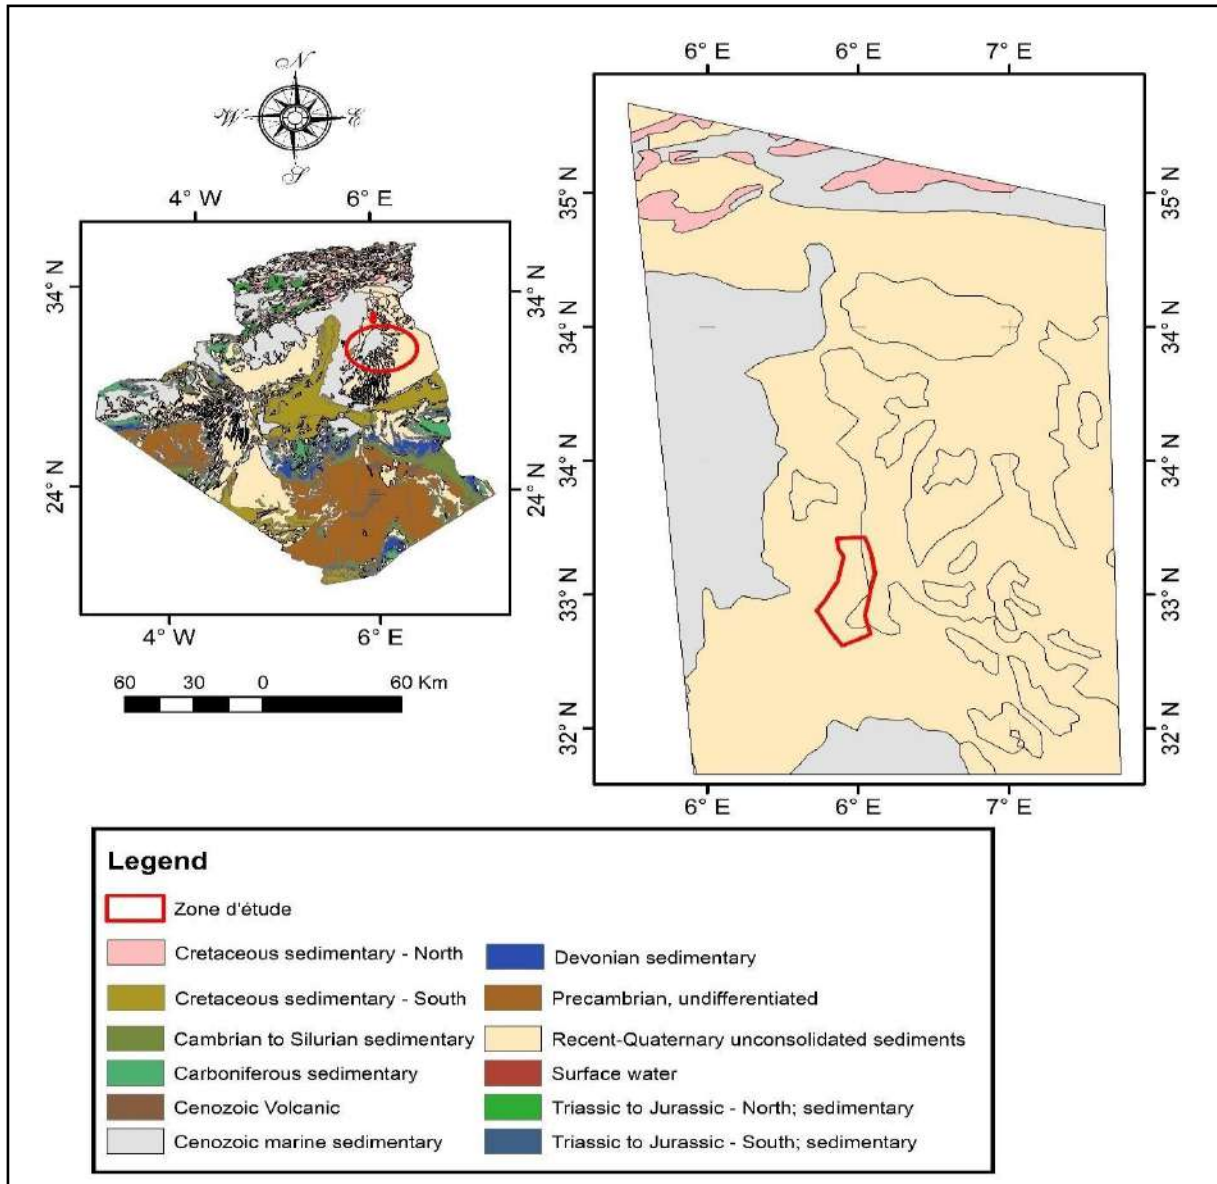 N
W
E
S
4° W 6° E
34° N
34° N
24° N
24° N
4° W 6° E
60 30 0 60 Km
6° E 6° E 7° E
35° N
35° N
34° N
34° N
34° N
34° N
33° N
33° N
32° N
32° N
6° E 6° E 7° E
Legend
Zone d'étude
Cretaceous sedimentary - North
Cretaceous sedimentary - South
Cambrian to Silurian sedimentary
Carboniferous sedimentary
Cenozoic Volcanic
Cenozoic marine sedimentary
Devonian sedimentary
Precambrian, undifferentiated
Recent-Quaternary unconsolidated sediments
Surface water
Triassic to Jurassic - North; sedimentary
Triassic to Jurassic - South; sedimentary